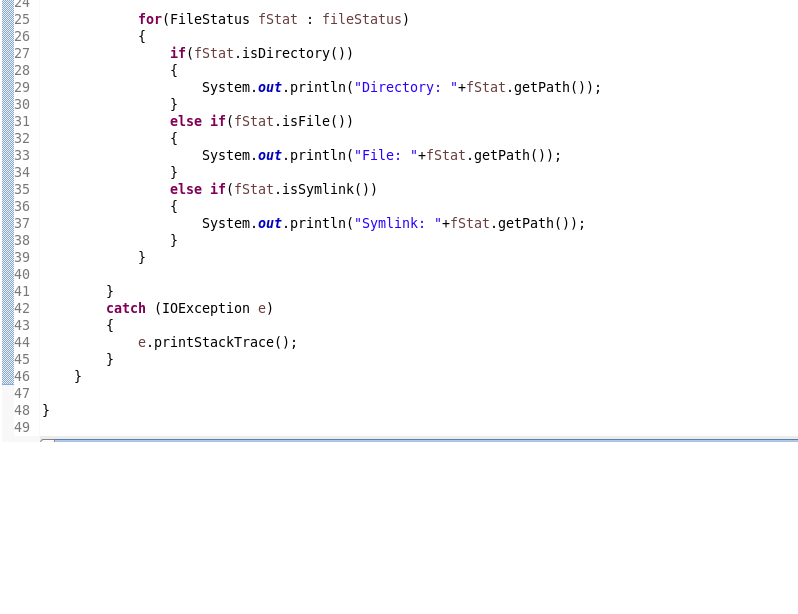 24
25 for(FileStatus fStat : fileStatus)
26 {
27 if(fStat.isDirectory())
28 {
29 System.out.println("Directory: "+fStat.getPath());
30 }
31 else if(fStat.isFile())
32 {
33 System.out.println("File: "+fStat.getPath());
34 }
35 else if(fStat.isSymlink())
36 {
37 System.out.println("Symlink: "+fStat.getPath());
38 }
39 }
40
41 }
42 catch (IOException e)
43 {
44 e.printStackTrace();
45 }
46 }
47
48 }
49